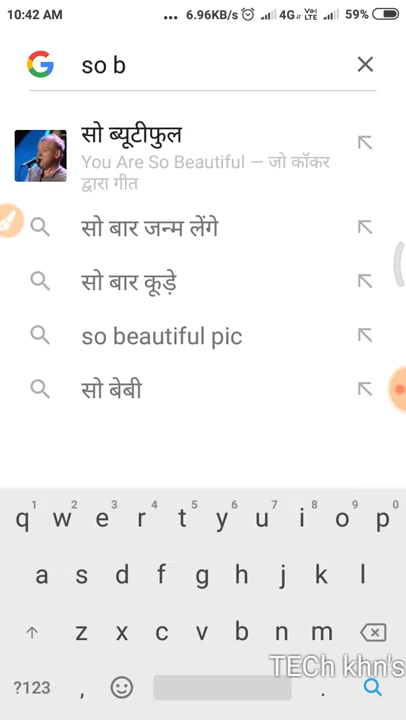 10:42 AM ... 6.96KB/s 4G Vo) LTE 59%
so b
सो ब्यूटीफुल
You Are So Beautiful — जो कॉकर
द्वारा गीत
सो बार जन्म लेंगे
सो बार कूड़े
so beautiful pic
सो बेबी
1 2 3 4 5 6 7 8 9 0
q w e r t y u i o p
a s d f g h j k l
z x c v b n m
TECh khn's
?123 , .